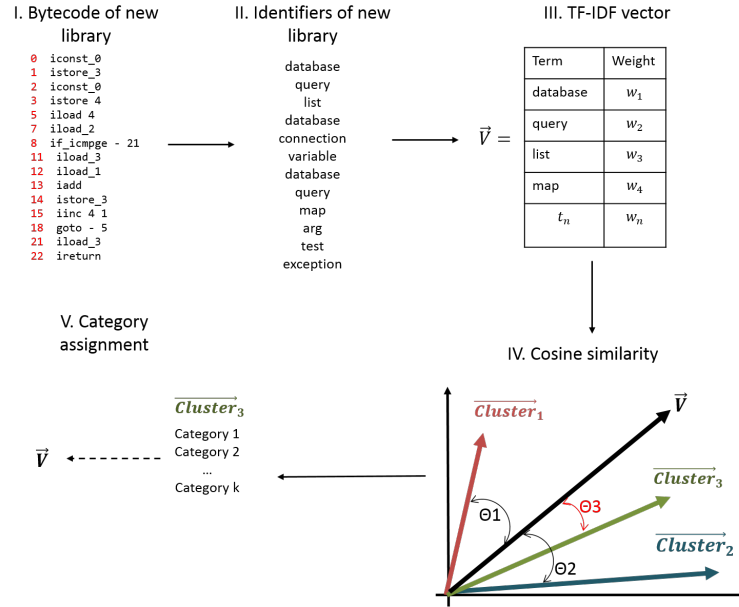 I. Bytecode of new
library
0 iconst_0
1 istore_3
2 iconst_0
3 istore 4
5 iload 4
7 iload_2
8 if_icmpge - 21
11 iload_3
12 iload_1
13 iadd
14 istore_3
15 iinc 4 1
18 goto - 5
21 iload_3
22 ireturn
II. Identifiers of new
library
database
query
list
database
connection
variable
database
query
map
arg
test
exception
III. TF-IDF vector
V =
Term Weight
database w1
query w2
list w3
map w4
tn wn
IV. Cosine similarity
Cluster1
V
Cluster3
Cluster2
Θ1
Θ3
Θ2
V. Category
assignment
Cluster3
Category 1
Category 2
...
Category k
V